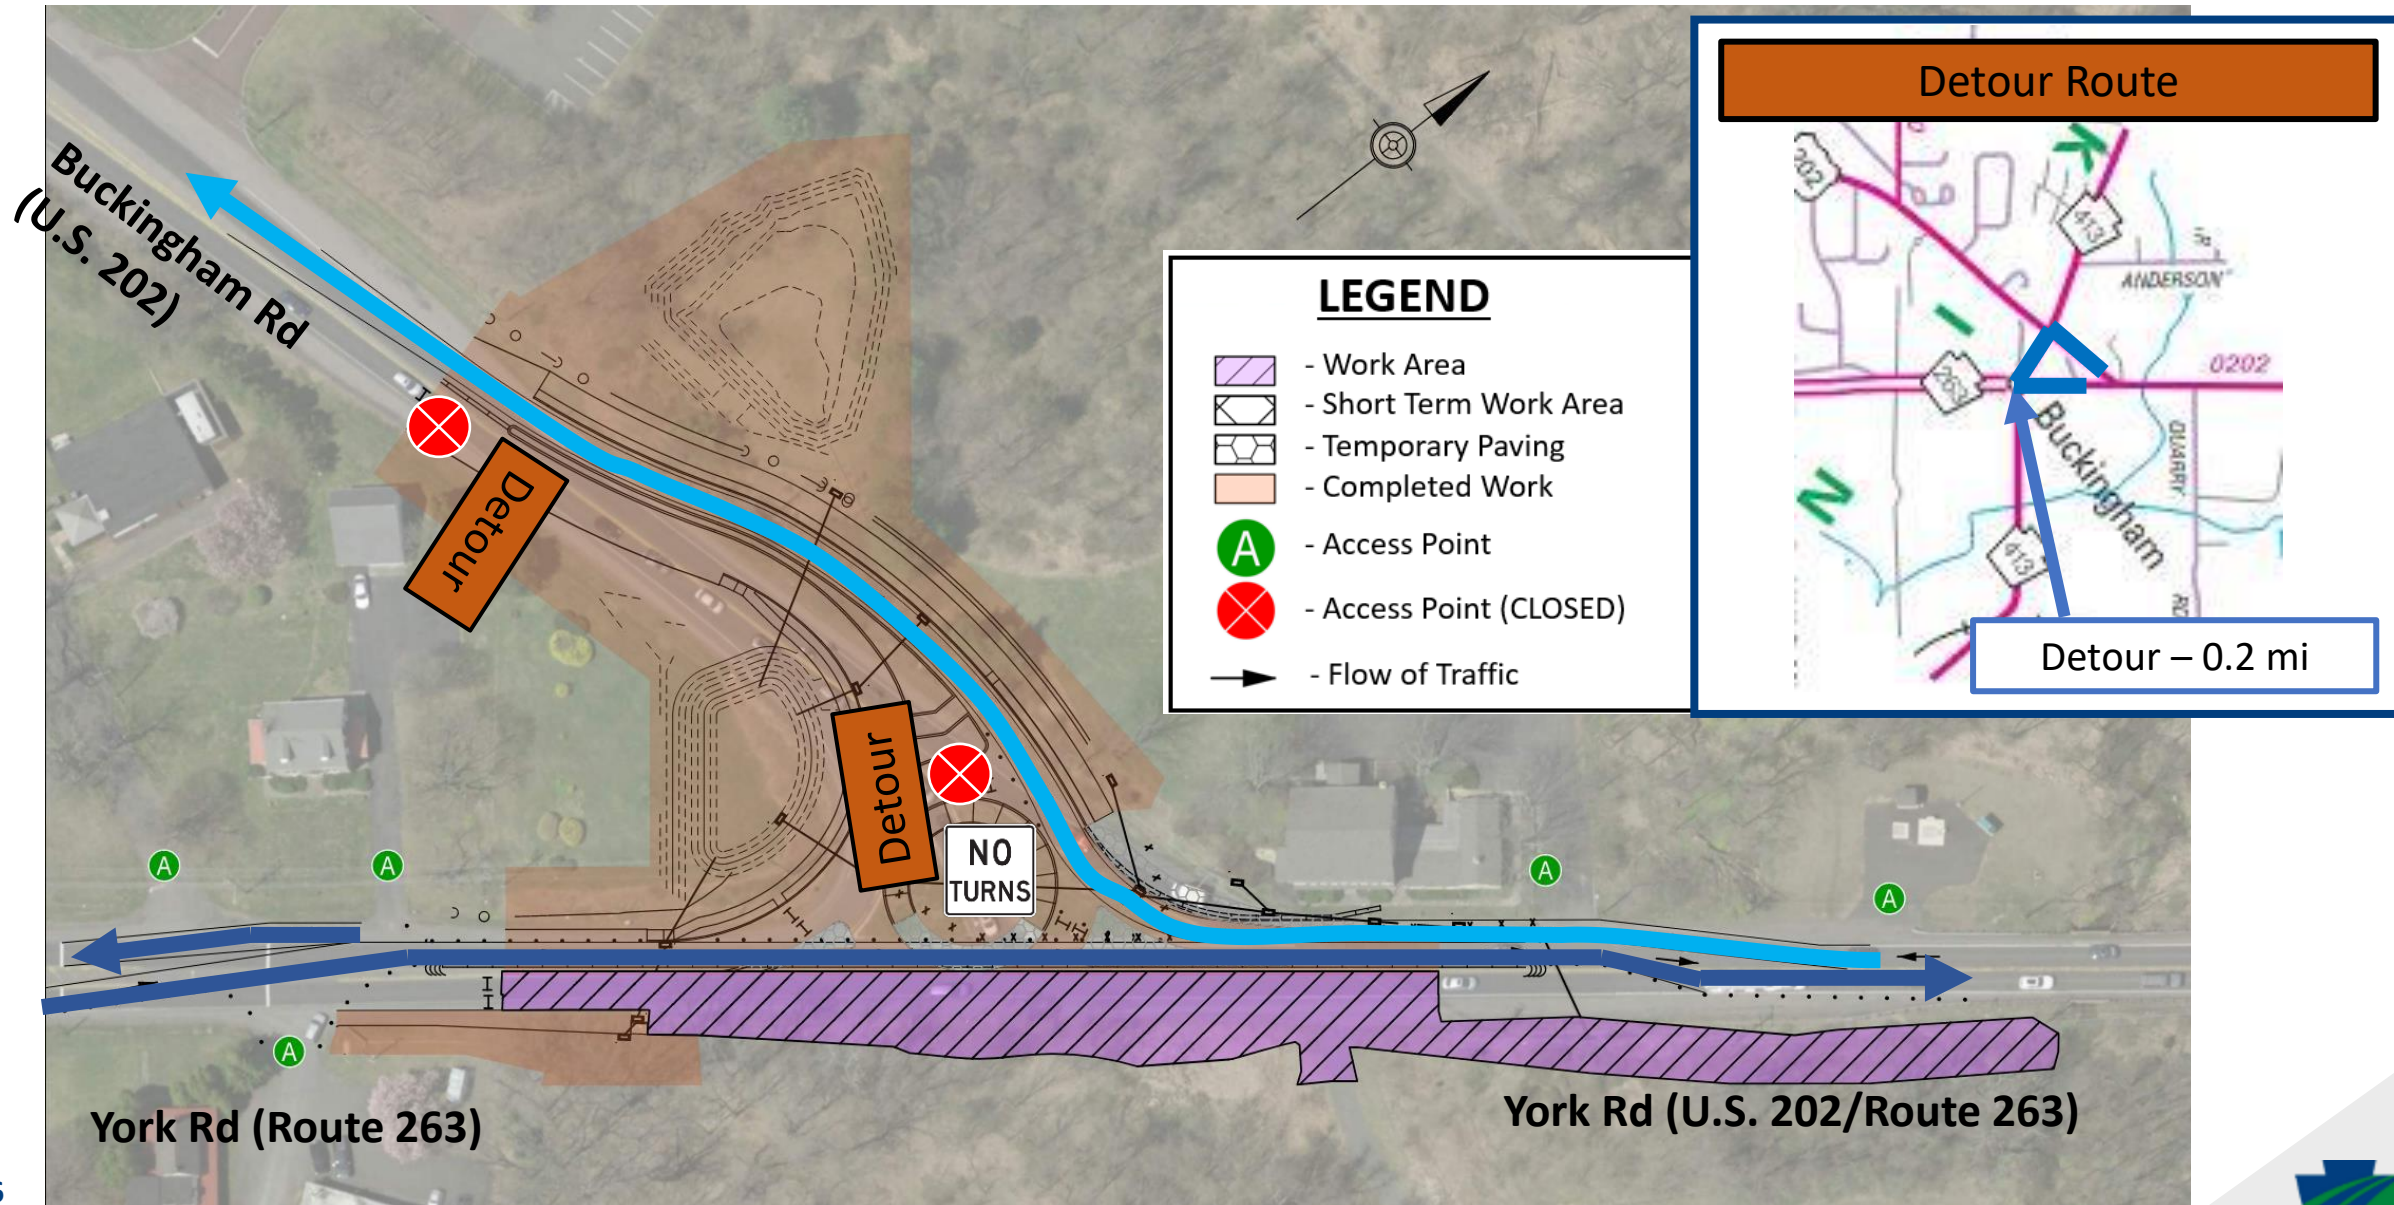 Buckingham Rd
(U.S. 202)
Detour
Detour
NO
TURNS
A
A
A
A
A
York Rd (Route 263)
York Rd (U.S. 202/Route 263)
LEGEND
- Work Area
- Short Term Work Area
- Temporary Paving
- Completed Work
A - Access Point
- Access Point (CLOSED)
- Flow of Traffic
Detour Route
202
K
413
ANDERSON
I
0202
263
Buckingham
QUARRY
RD
N
413
Detour – 0.2 mi